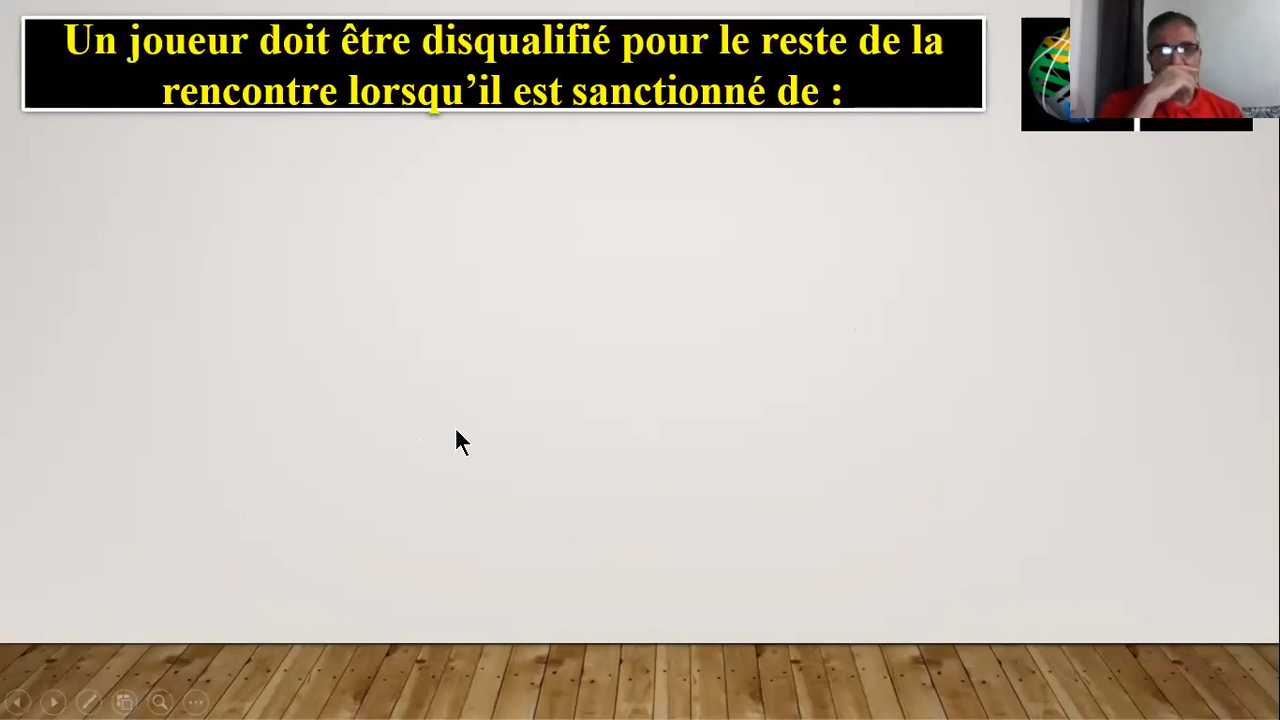 Un joueur doit être disqualifié pour le reste de la
rencontre lorsqu’il est sanctionné de :